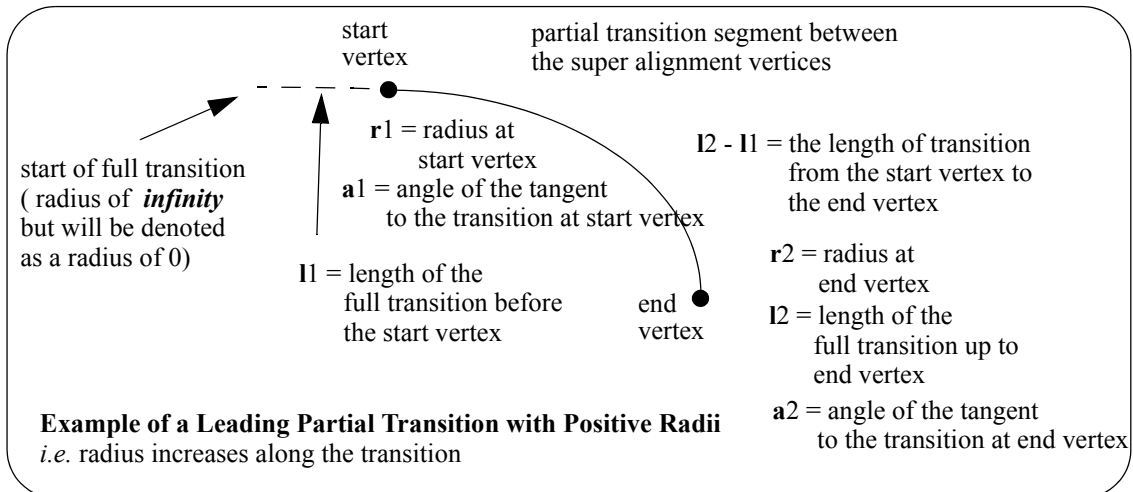 start
vertex
partial transition segment between
the super alignment vertices
r1 = radius at
start vertex
a1 = angle of the tangent
to the transition at start vertex
l2 - l1 = the length of transition
from the start vertex to
the end vertex
start of full transition
( radius of infinity
but will be denoted
as a radius of 0)
l1 = length of the
full transition before
the start vertex
end
vertex
r2 = radius at
end vertex
l2 = length of the
full transition up to
end vertex
a2 = angle of the tangent
to the transition at end vertex
Example of a Leading Partial Transition with Positive Radii
i.e. radius increases along the transition